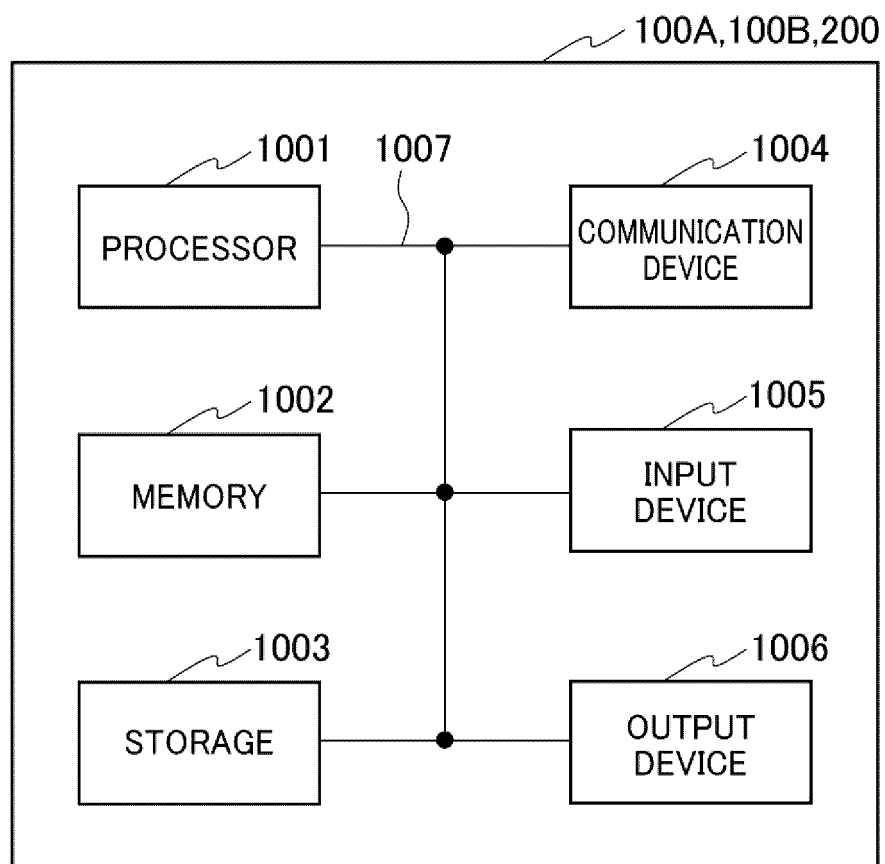 100A,100B,200
1001
1007
1004
PROCESSOR
COMMUNICATION
DEVICE
1002
1005
MEMORY
INPUT
DEVICE
1003
1006
STORAGE
OUTPUT
DEVICE